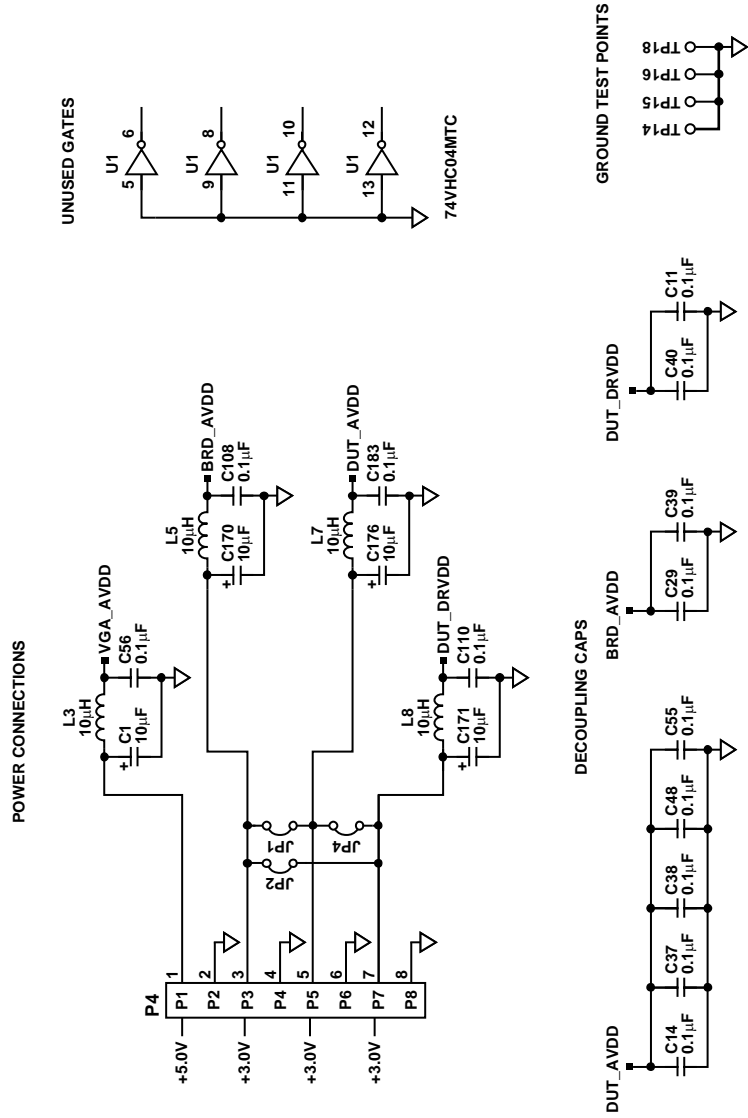 POWER CONNECTIONS
P4
+5.0V
P1
1
P2
2
+3.0V
P3
3
P4
4
+3.0V
P5
5
P6
6
+3.0V
P7
7
P8
8
JP2
JP1
JP4
L3
10µH
VGA_AVDD
+
C1
10µF
C56
0.1µF
L5
10µH
BRD_AVDD
+
C170
10µF
C108
0.1µF
L7
10µH
DUT_AVDD
+
C176
10µF
C183
0.1µF
L8
10µH
DUT_DRVDD
+
C171
10µF
C110
0.1µF
UNUSED GATES
U1
5
6
U1
9
8
U1
11
10
U1
13
12
74VHC04MTC
DECOUPLING CAPS
DUT_AVDD
C14
0.1µF
C37
0.1µF
C38
0.1µF
C48
0.1µF
C55
0.1µF
BRD_AVDD
C29
0.1µF
C39
0.1µF
DUT_DRVDD
C40
0.1µF
C11
0.1µF
GROUND TEST POINTS
TP14
TP15
TP16
TP18